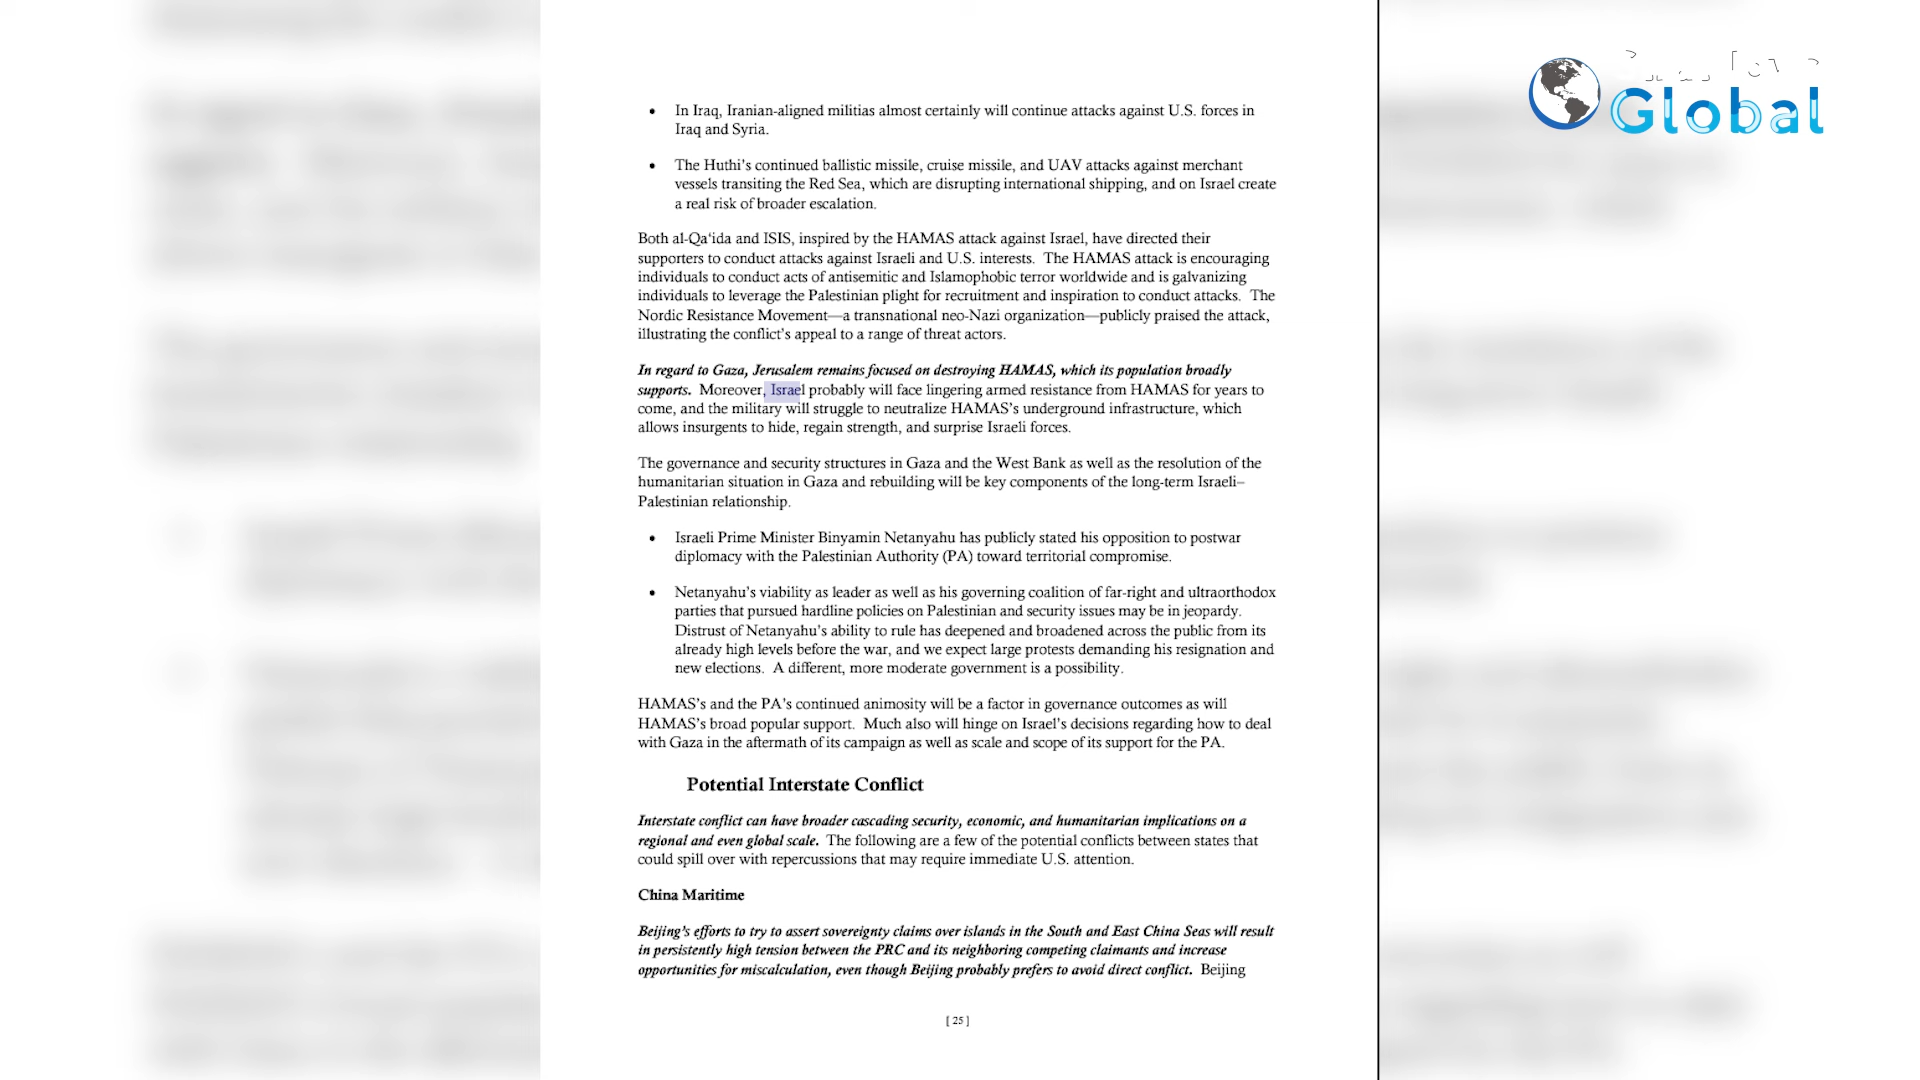 Global
• In Iraq, Iranian-aligned militias almost certainly will continue attacks against U.S. forces in
Iraq and Syria.
• The Huthi's continued ballistic missile, cruise missile, and UAV attacks against merchant
vessels transiting the Red Sea, which are disrupting international shipping, and on Israel create
a real risk of broader escalation.
Both al-Qa‘ida and ISIS, inspired by the HAMAS attack against Israel, have directed their
supporters to conduct attacks against Israeli and U.S. interests.  The HAMAS attack is encouraging
individuals to conduct acts of antisemitic and Islamophobic terror worldwide and is galvanizing
individuals to leverage the Palestinian plight for recruitment and inspiration to conduct attacks.  The
Nordic Resistance Movement—a transnational neo-Nazi organization—publicly praised the attack,
illustrating the conflict's appeal to a range of threat actors.
In regard to Gaza, Jerusalem remains focused on destroying HAMAS, which its population broadly
supports.  Moreover, Israel probably will face lingering armed resistance from HAMAS for years to
come, and the military will struggle to neutralize HAMAS's underground infrastructure, which
allows insurgents to hide, regain strength, and surprise Israeli forces.
The governance and security structures in Gaza and the West Bank as well as the resolution of the
humanitarian situation in Gaza and rebuilding will be key components of the long-term Israeli–
Palestinian relationship.
• Israeli Prime Minister Binyamin Netanyahu has publicly stated his opposition to postwar
diplomacy with the Palestinian Authority (PA) toward territorial compromise.
• Netanyahu's viability as leader as well as his governing coalition of far-right and ultraorthodox
parties that pursued hardline policies on Palestinian and security issues may be in jeopardy.
Distrust of Netanyahu's ability to rule has deepened and broadened across the public from its
already high levels before the war, and we expect large protests demanding his resignation and
new elections.  A different, more moderate government is a possibility.
HAMAS's and the PA's continued animosity will be a factor in governance outcomes as will
HAMAS's broad popular support.  Much also will hinge on Israel's decisions regarding how to deal
with Gaza in the aftermath of its campaign as well as scale and scope of its support for the PA.
Potential Interstate Conflict
Interstate conflict can have broader cascading security, economic, and humanitarian implications on a
regional and even global scale.  The following are a few of the potential conflicts between states that
could spill over with repercussions that may require immediate U.S. attention.
China Maritime
Beijing's efforts to try to assert sovereignty claims over islands in the South and East China Seas will result
in persistently high tension between the PRC and its neighboring competing claimants and increase
opportunities for miscalculation, even though Beijing probably prefers to avoid direct conflict.  Beijing
[ 25 ]